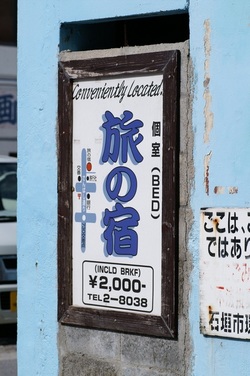 Conveniently Located!
個室(BED)
旅の宿
(INCLD BRKF)
¥2,000-
TEL2-8038
ここは、
ではあり
石垣市